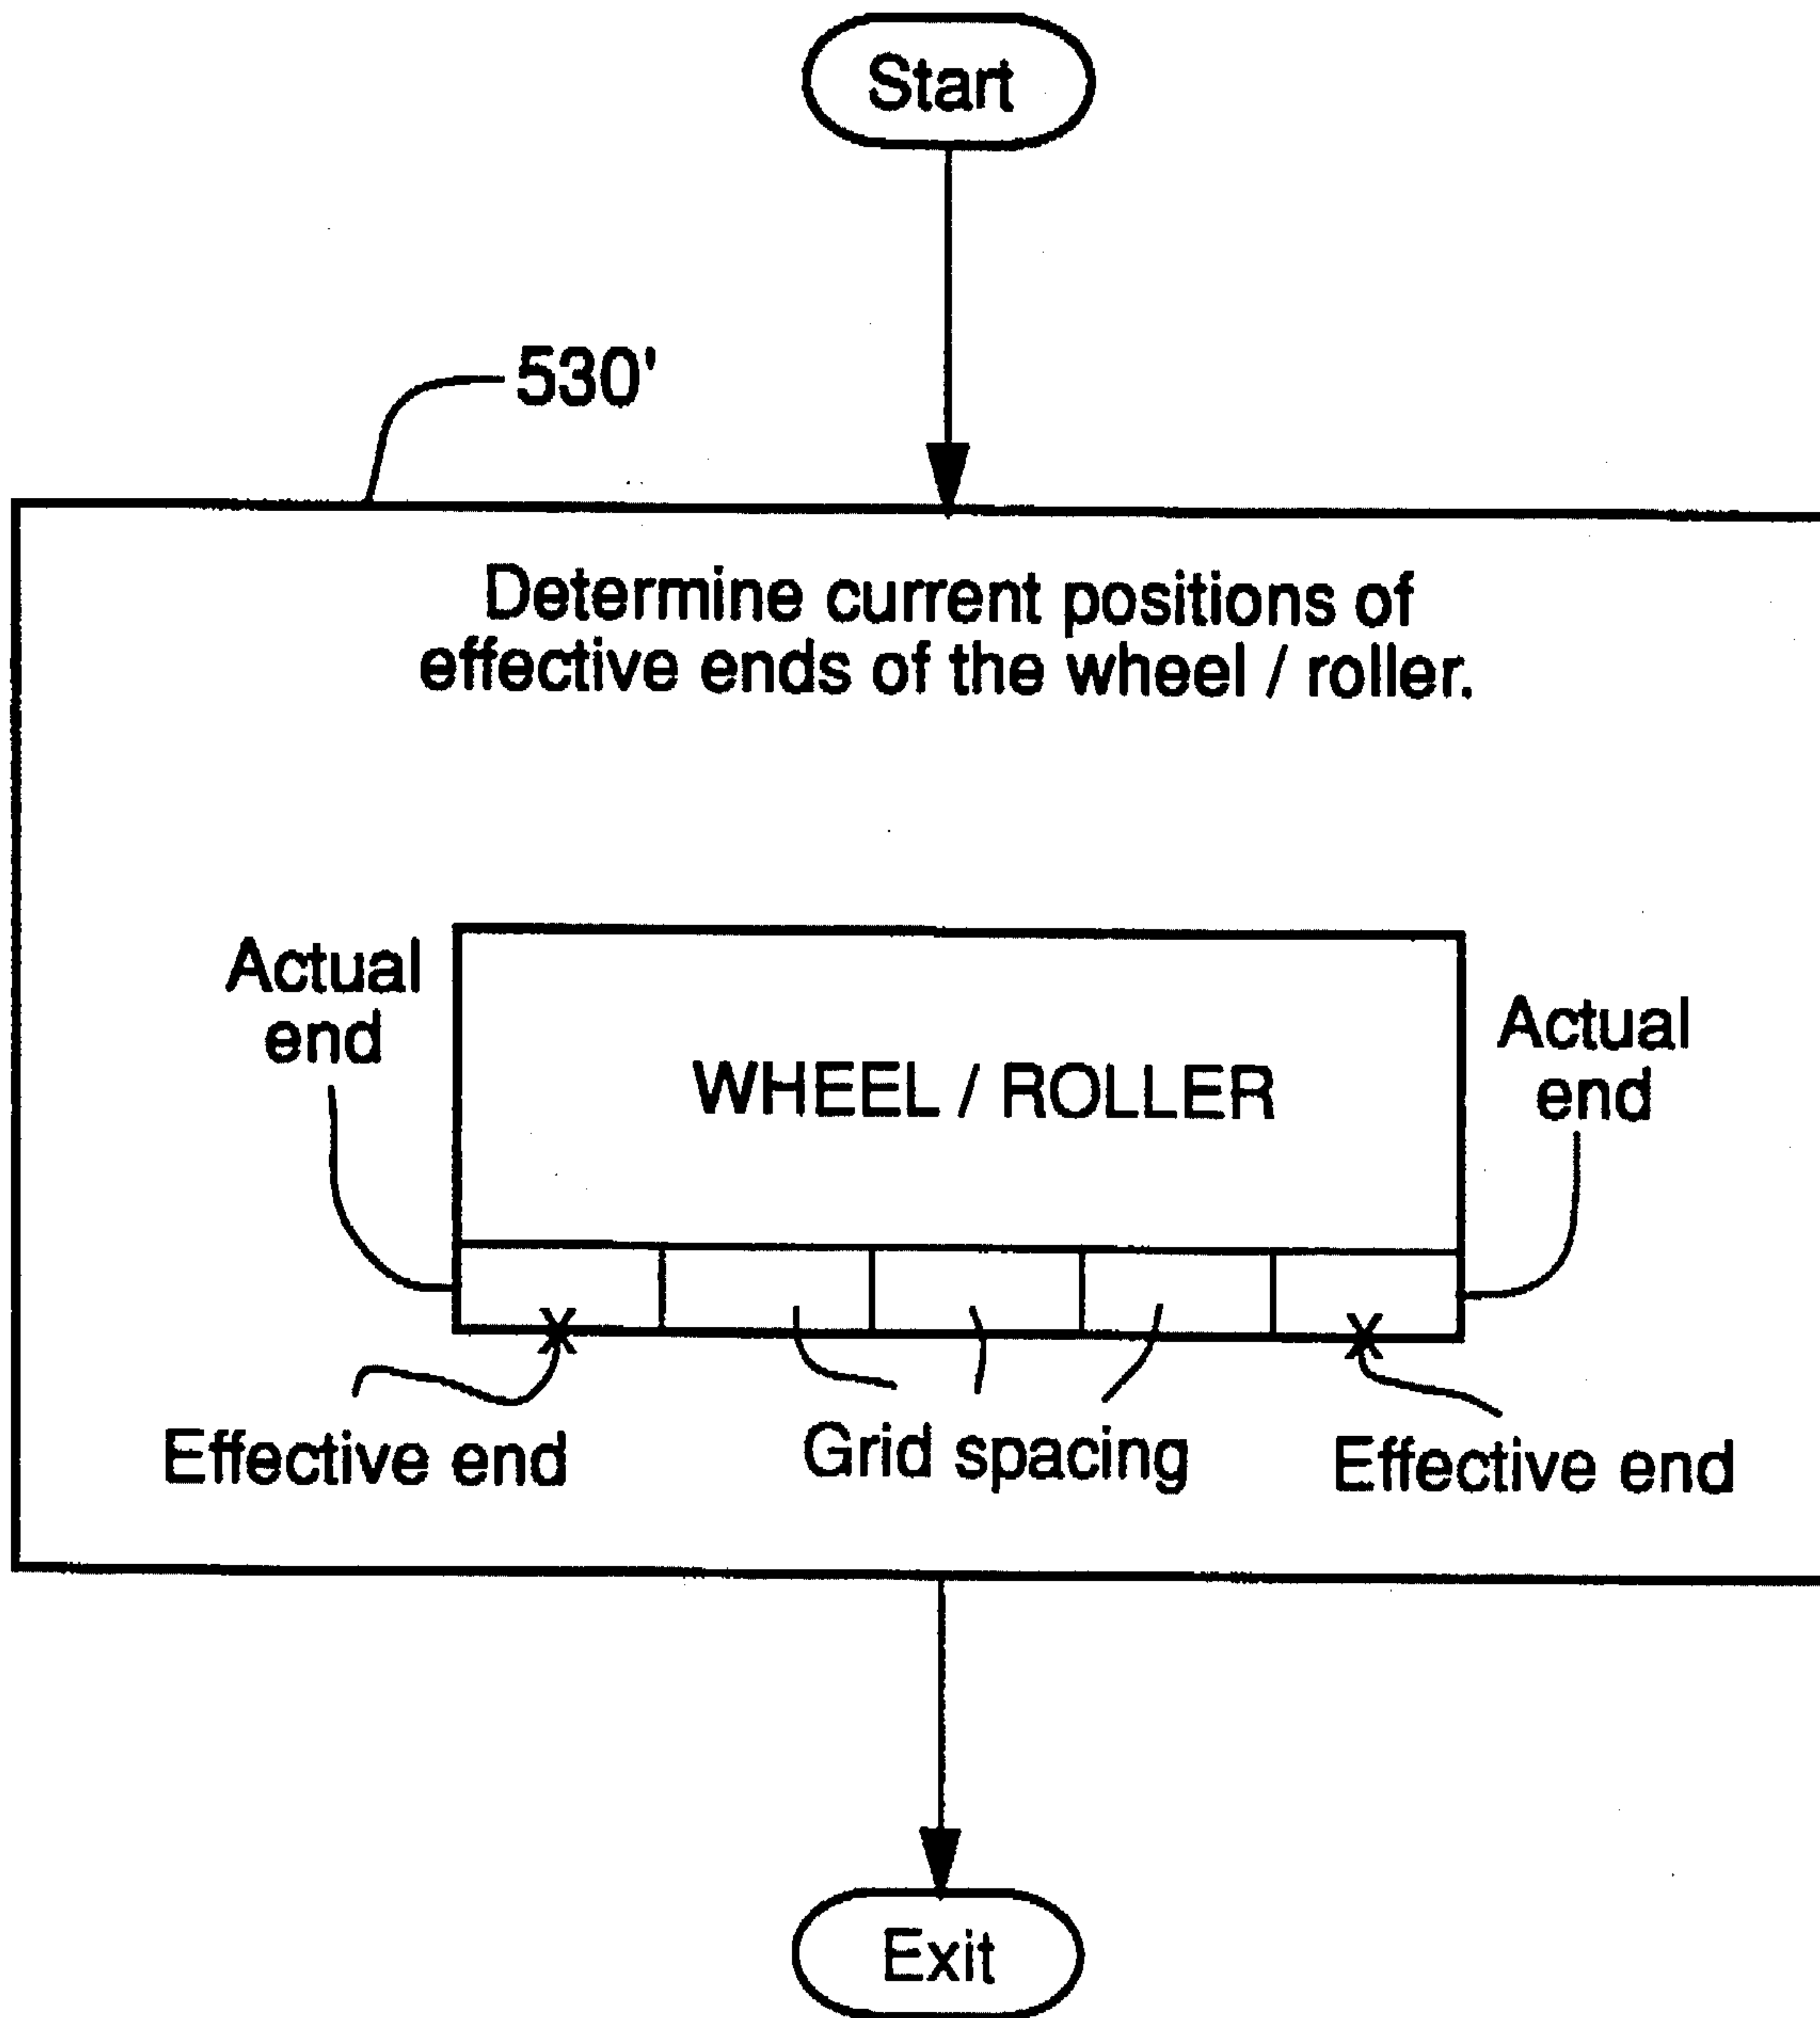 Start
530'
Determine current positions of
effective ends of the wheel / roller.
Actual
end
WHEEL / ROLLER
Actual
end
X
X
Effective end
Grid spacing
Effective end
Exit